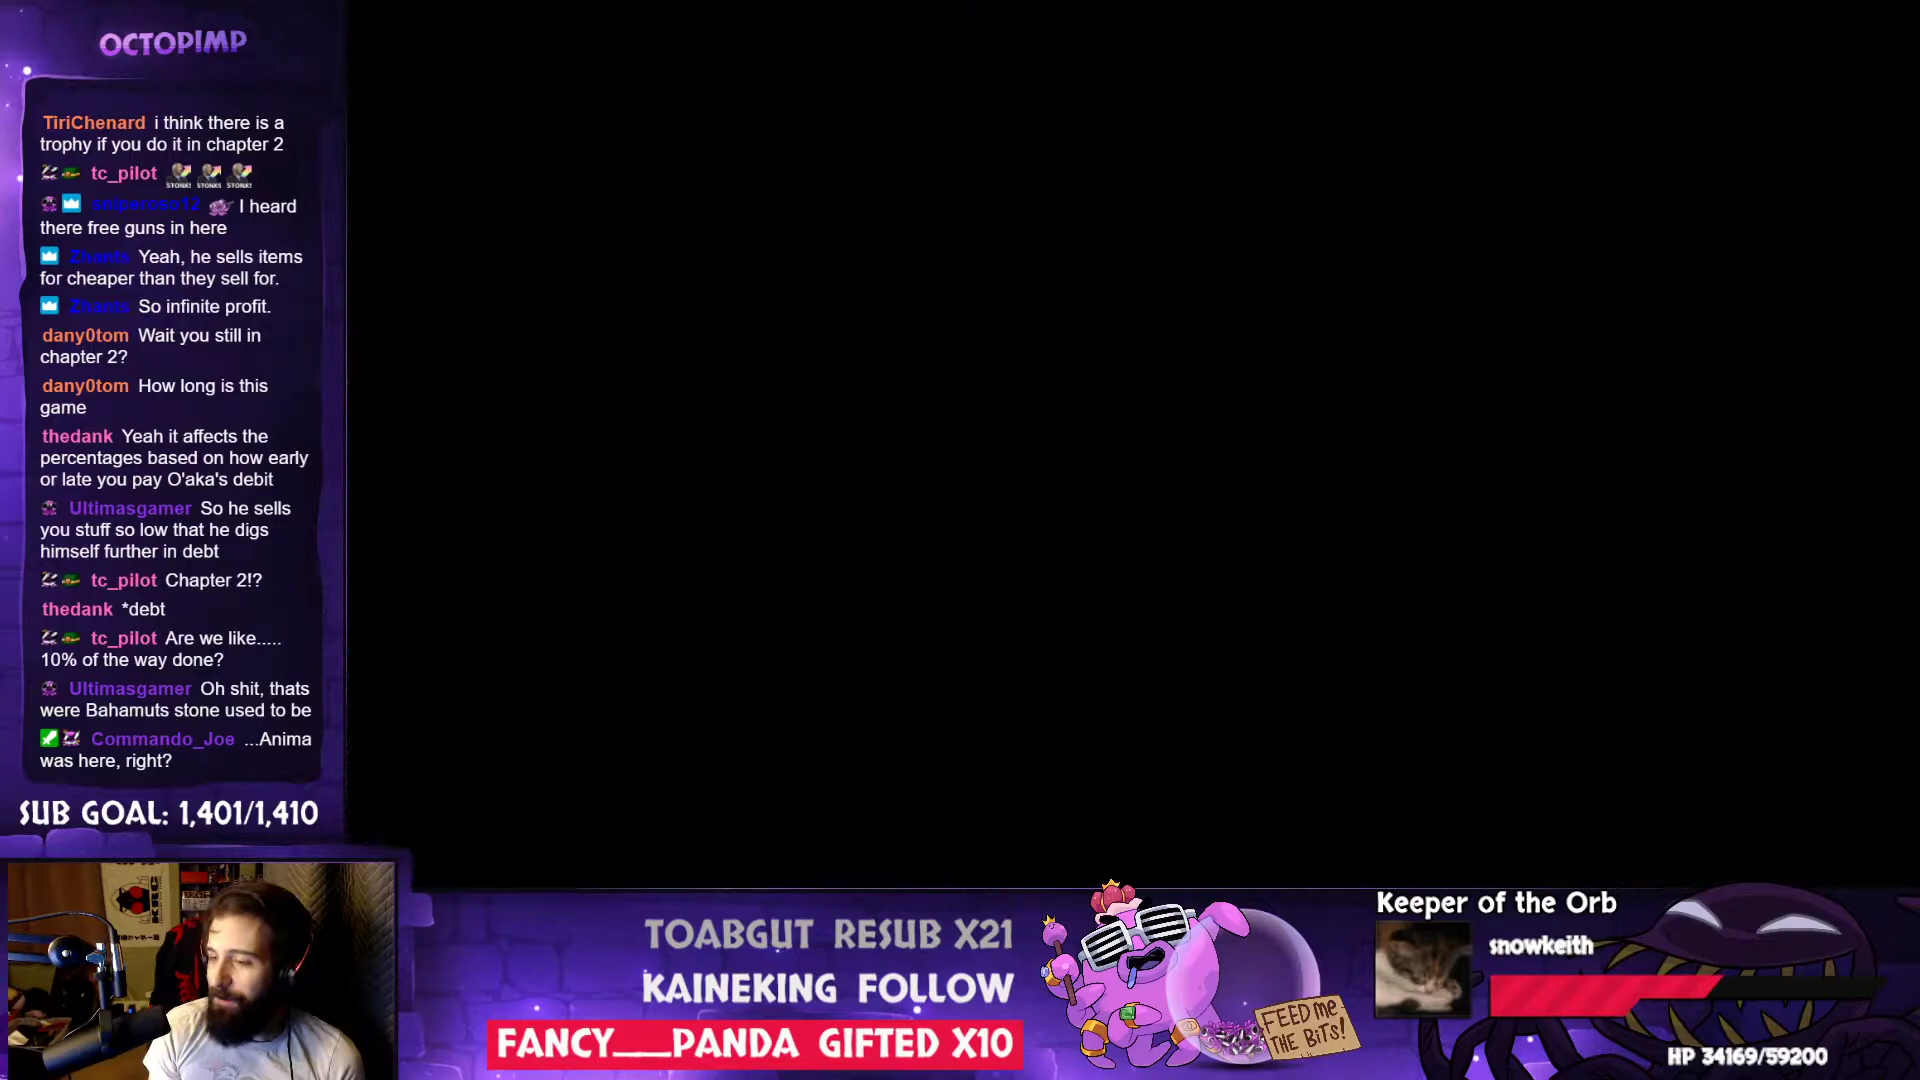 OCTOPIMP
TiriChenard i think there is a
trophy if you do it in chapter 2
tc_pilot STONKS STONKS STONKS
sniperoso12 I heard
there free guns in here
Zhants Yeah, he sells items
for cheaper than they sell for.
Zhants So infinite profit.
dany0tom Wait you still in
chapter 2?
dany0tom How long is this
game
thedank Yeah it affects the
percentages based on how early
or late you pay O'aka's debit
Ultimasgamer So he sells
you stuff so low that he digs
himself further in debt
tc_pilot Chapter 2!?
thedank *debt
tc_pilot Are we like.....
10% of the way done?
Ultimasgamer Oh shit, thats
were Bahamuts stone used to be
Commando_Joe ...Anima
was here, right?
SUB GOAL: 1,401/1,410
TOABGUT RESUB X21
KAINEKING FOLLOW
FANCY___PANDA GIFTED X10
FEED ME
THE BITS!
Keeper of the Orb
snowkeith
HP 34169/59200